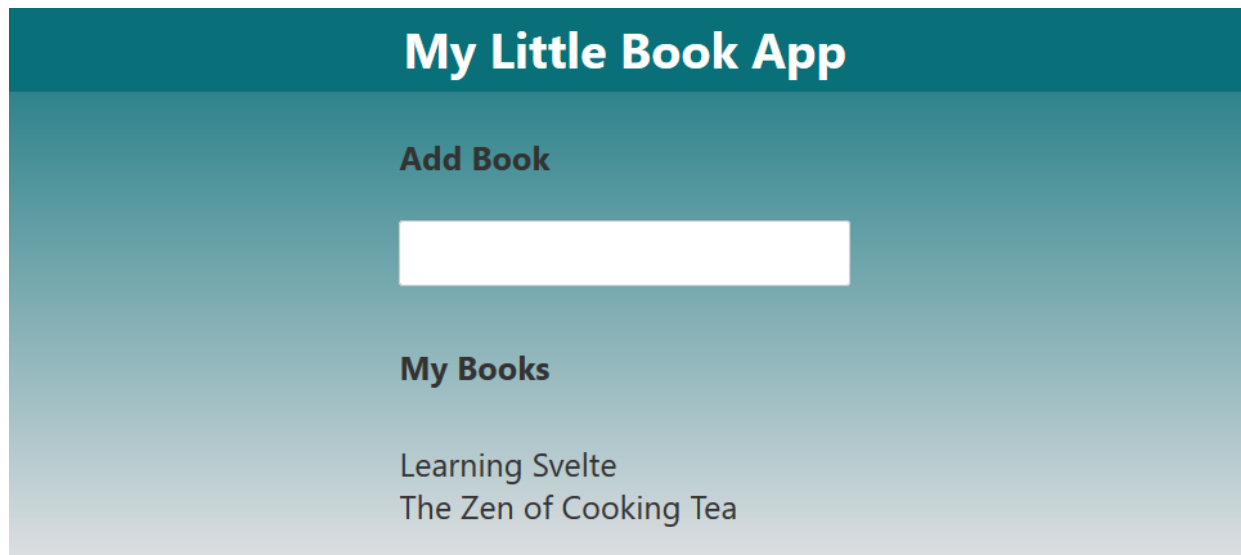 My Little Book App
Add Book
My Books
Learning Svelte
The Zen of Cooking Tea